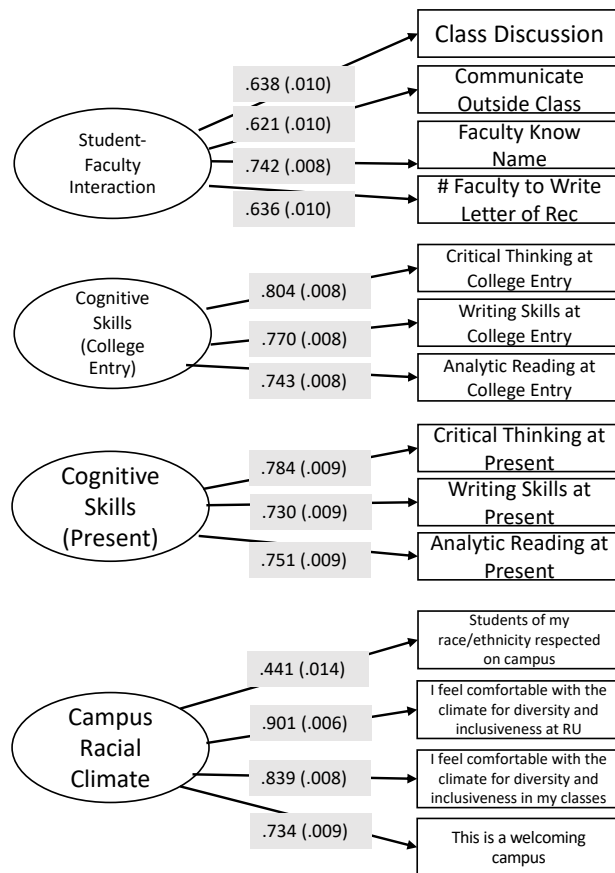 Student-
Faculty
Interaction
.638 (.010)
.621 (.010)
.742 (.008)
.636 (.010)
Class Discussion
Communicate
Outside Class
Faculty Know
Name
# Faculty to Write
Letter of Rec
Cognitive
Skills
(College
Entry)
.804 (.008)
.770 (.008)
.743 (.008)
Critical Thinking at
College Entry
Writing Skills at
College Entry
Analytic Reading at
College Entry
Cognitive
Skills
(Present)
.784 (.009)
.730 (.009)
.751 (.009)
Critical Thinking at
Present
Writing Skills at
Present
Analytic Reading at
Present
Campus
Racial
Climate
.441 (.014)
.901 (.006)
.839 (.008)
.734 (.009)
Students of my
race/ethnicity respected
on campus
I feel comfortable with the
climate for diversity and
inclusiveness at RU
I feel comfortable with the
climate for diversity and
inclusiveness in my classes
This is a welcoming
campus